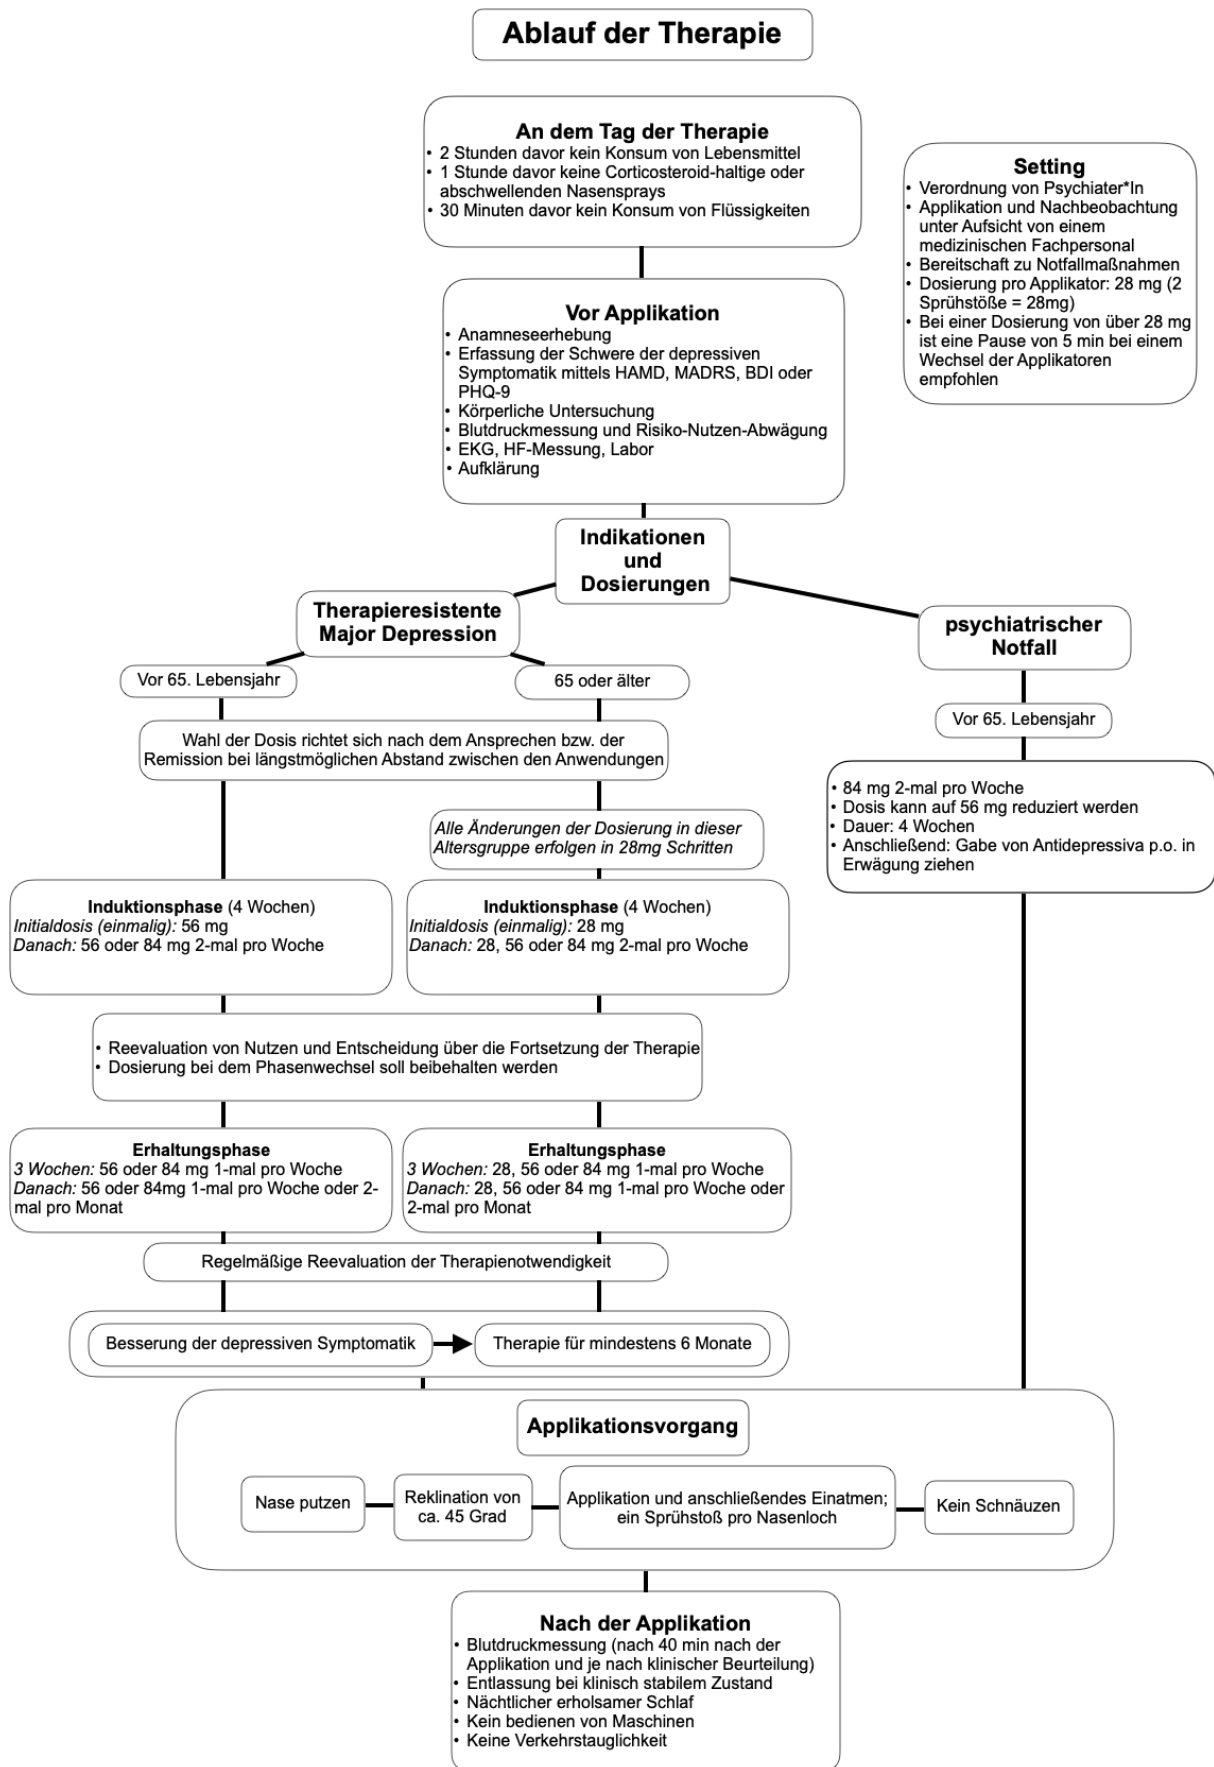 Ablauf der Therapie
An dem Tag der Therapie
• 2 Stunden davor kein Konsum von Lebensmittel
• 1 Stunde davor keine Corticosteroid-haltige oder
abschwellenden Nasensprays
• 30 Minuten davor kein Konsum von Flüssigkeiten
Setting
• Verordnung von Psychiater*In
• Applikation und Nachbeobachtung
unter Aufsicht von einem
medizinischen Fachpersonal
• Bereitschaft zu Notfallmaßnahmen
• Dosierung pro Applikator: 28 mg (2
Sprühstöße = 28mg)
• Bei einer Dosierung von über 28 mg
ist eine Pause von 5 min bei einem
Wechsel der Applikatoren
empfohlen
Vor Applikation
• Anamneseerhebung
• Erfassung der Schwere der depressiven
Symptomatik mittels HAMD, MADRS, BDI oder
PHQ-9
• Körperliche Untersuchung
• Blutdruckmessung und Risiko-Nutzen-Abwägung
• EKG, HF-Messung, Labor
• Aufklärung
Indikationen
und
Dosierungen
Therapieresistente
Major Depression
psychiatrischer
Notfall
Vor 65. Lebensjahr
65 oder älter
Vor 65. Lebensjahr
Wahl der Dosis richtet sich nach dem Ansprechen bzw. der
Remission bei längstmöglichen Abstand zwischen den Anwendungen
• 84 mg 2-mal pro Woche
• Dosis kann auf 56 mg reduziert werden
• Dauer: 4 Wochen
• Anschließend: Gabe von Antidepressiva p.o. in
Erwägung ziehen
Alle Änderungen der Dosierung in dieser
Altersgruppe erfolgen in 28mg Schritten
Induktionsphase (4 Wochen)
Initialdosis (einmalig): 56 mg
Danach: 56 oder 84 mg 2-mal pro Woche
Induktionsphase (4 Wochen)
Initialdosis (einmalig): 28 mg
Danach: 28, 56 oder 84 mg 2-mal pro Woche
• Reevaluation von Nutzen und Entscheidung über die Fortsetzung der Therapie
• Dosierung bei dem Phasenwechsel soll beibehalten werden
Erhaltungsphase
3 Wochen: 56 oder 84 mg 1-mal pro Woche
Danach: 56 oder 84mg 1-mal pro Woche oder 2-
mal pro Monat
Erhaltungsphase
3 Wochen: 28, 56 oder 84 mg 1-mal pro Woche
Danach: 28, 56 oder 84 mg 1-mal pro Woche oder
2-mal pro Monat
Regelmäßige Reevaluation der Therapienotwendigkeit
Besserung der depressiven Symptomatik
Therapie für mindestens 6 Monate
Applikationsvorgang
Nase putzen
Reklination von
ca. 45 Grad
Applikation und anschließendes Einatmen;
ein Sprühstoß pro Nasenloch
Kein Schnäuzen
Nach der Applikation
• Blutdruckmessung (nach 40 min nach der
Applikation und je nach klinischer Beurteilung)
• Entlassung bei klinisch stabilem Zustand
• Nächtlicher erholsamer Schlaf
• Kein bedienen von Maschinen
• Keine Verkehrstauglichkeit